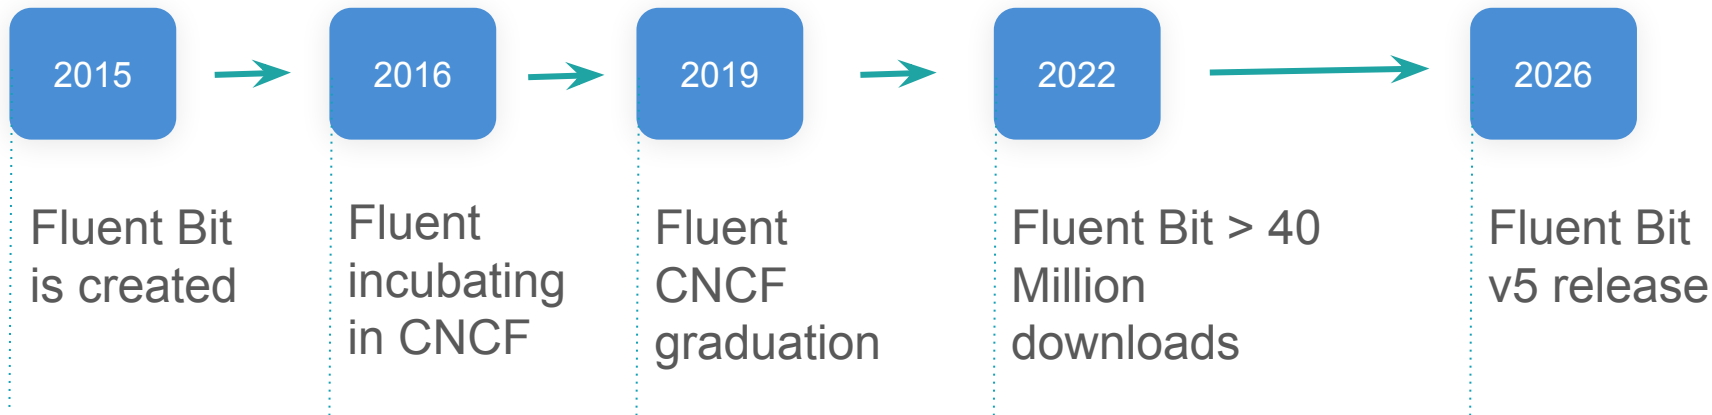 2015
2016
2019
2022
2026
Fluent Bit
is created
Fluent
incubating
in CNCF
Fluent
CNCF
graduation
Fluent Bit > 40
Million
downloads
Fluent Bit
v5 release